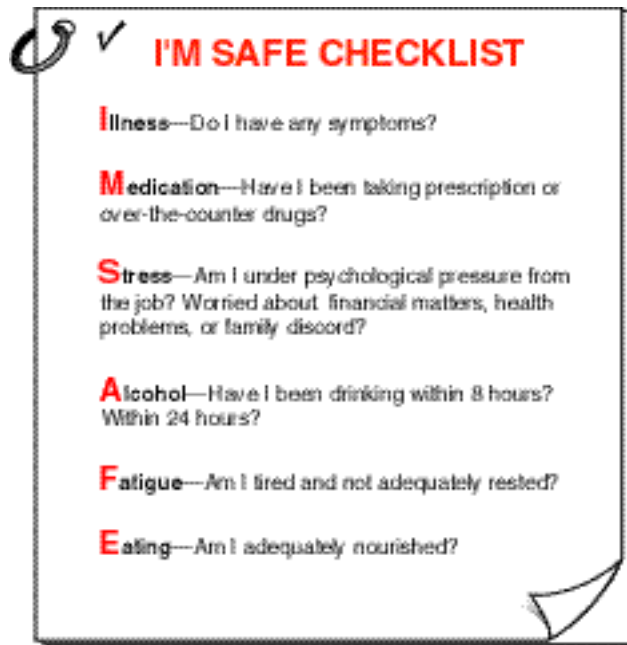 I'M SAFE CHECKLIST
Illness—Do I have any symptoms?
Medication—Have I been taking prescription or
over-the-counter drugs?
Stress—Am I under psychological pressure from
the job? Worried about financial matters, health
problems, or family discord?
Alcohol—Have I been drinking within 8 hours?
Within 24 hours?
Fatigue—Am I tired and not adequately rested?
Eating—Am I adequately nourished?